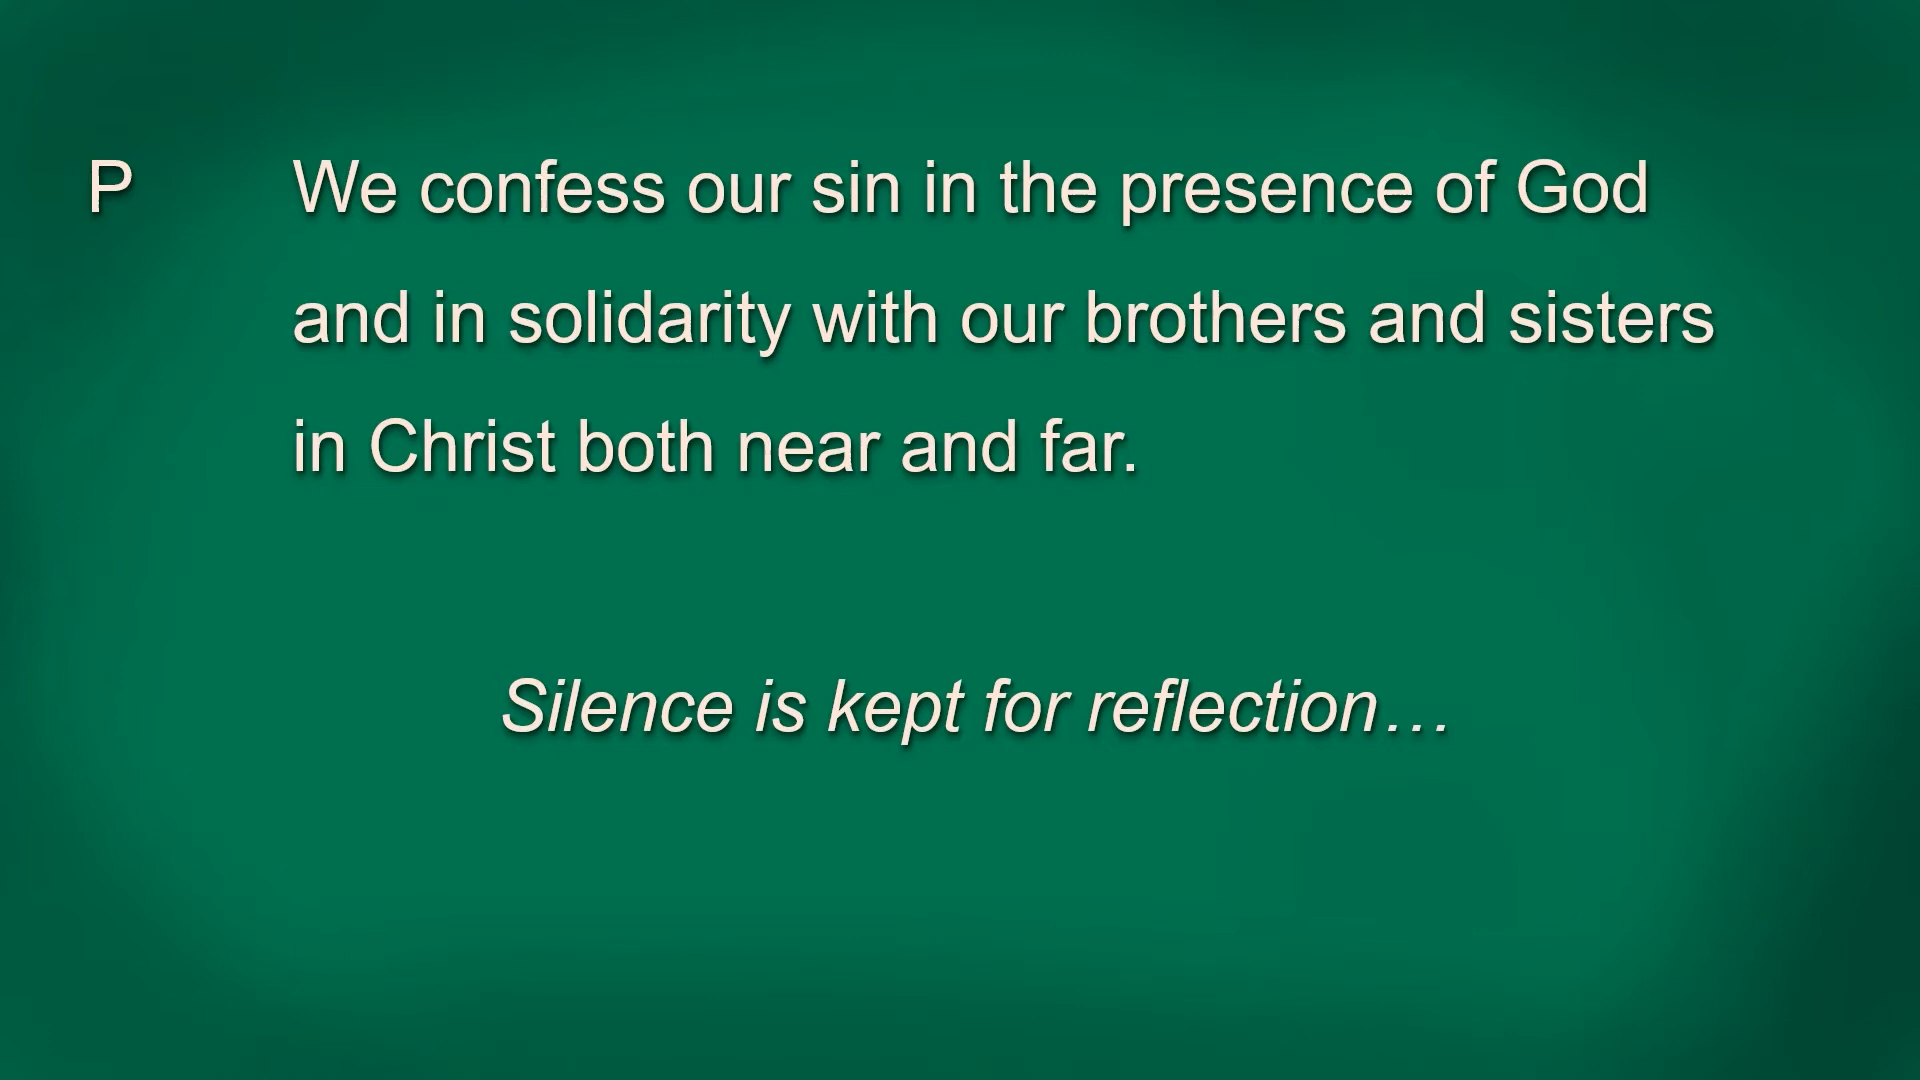 P We confess our sin in the presence of God
and in solidarity with our brothers and sisters
in Christ both near and far.
Silence is kept for reflection…